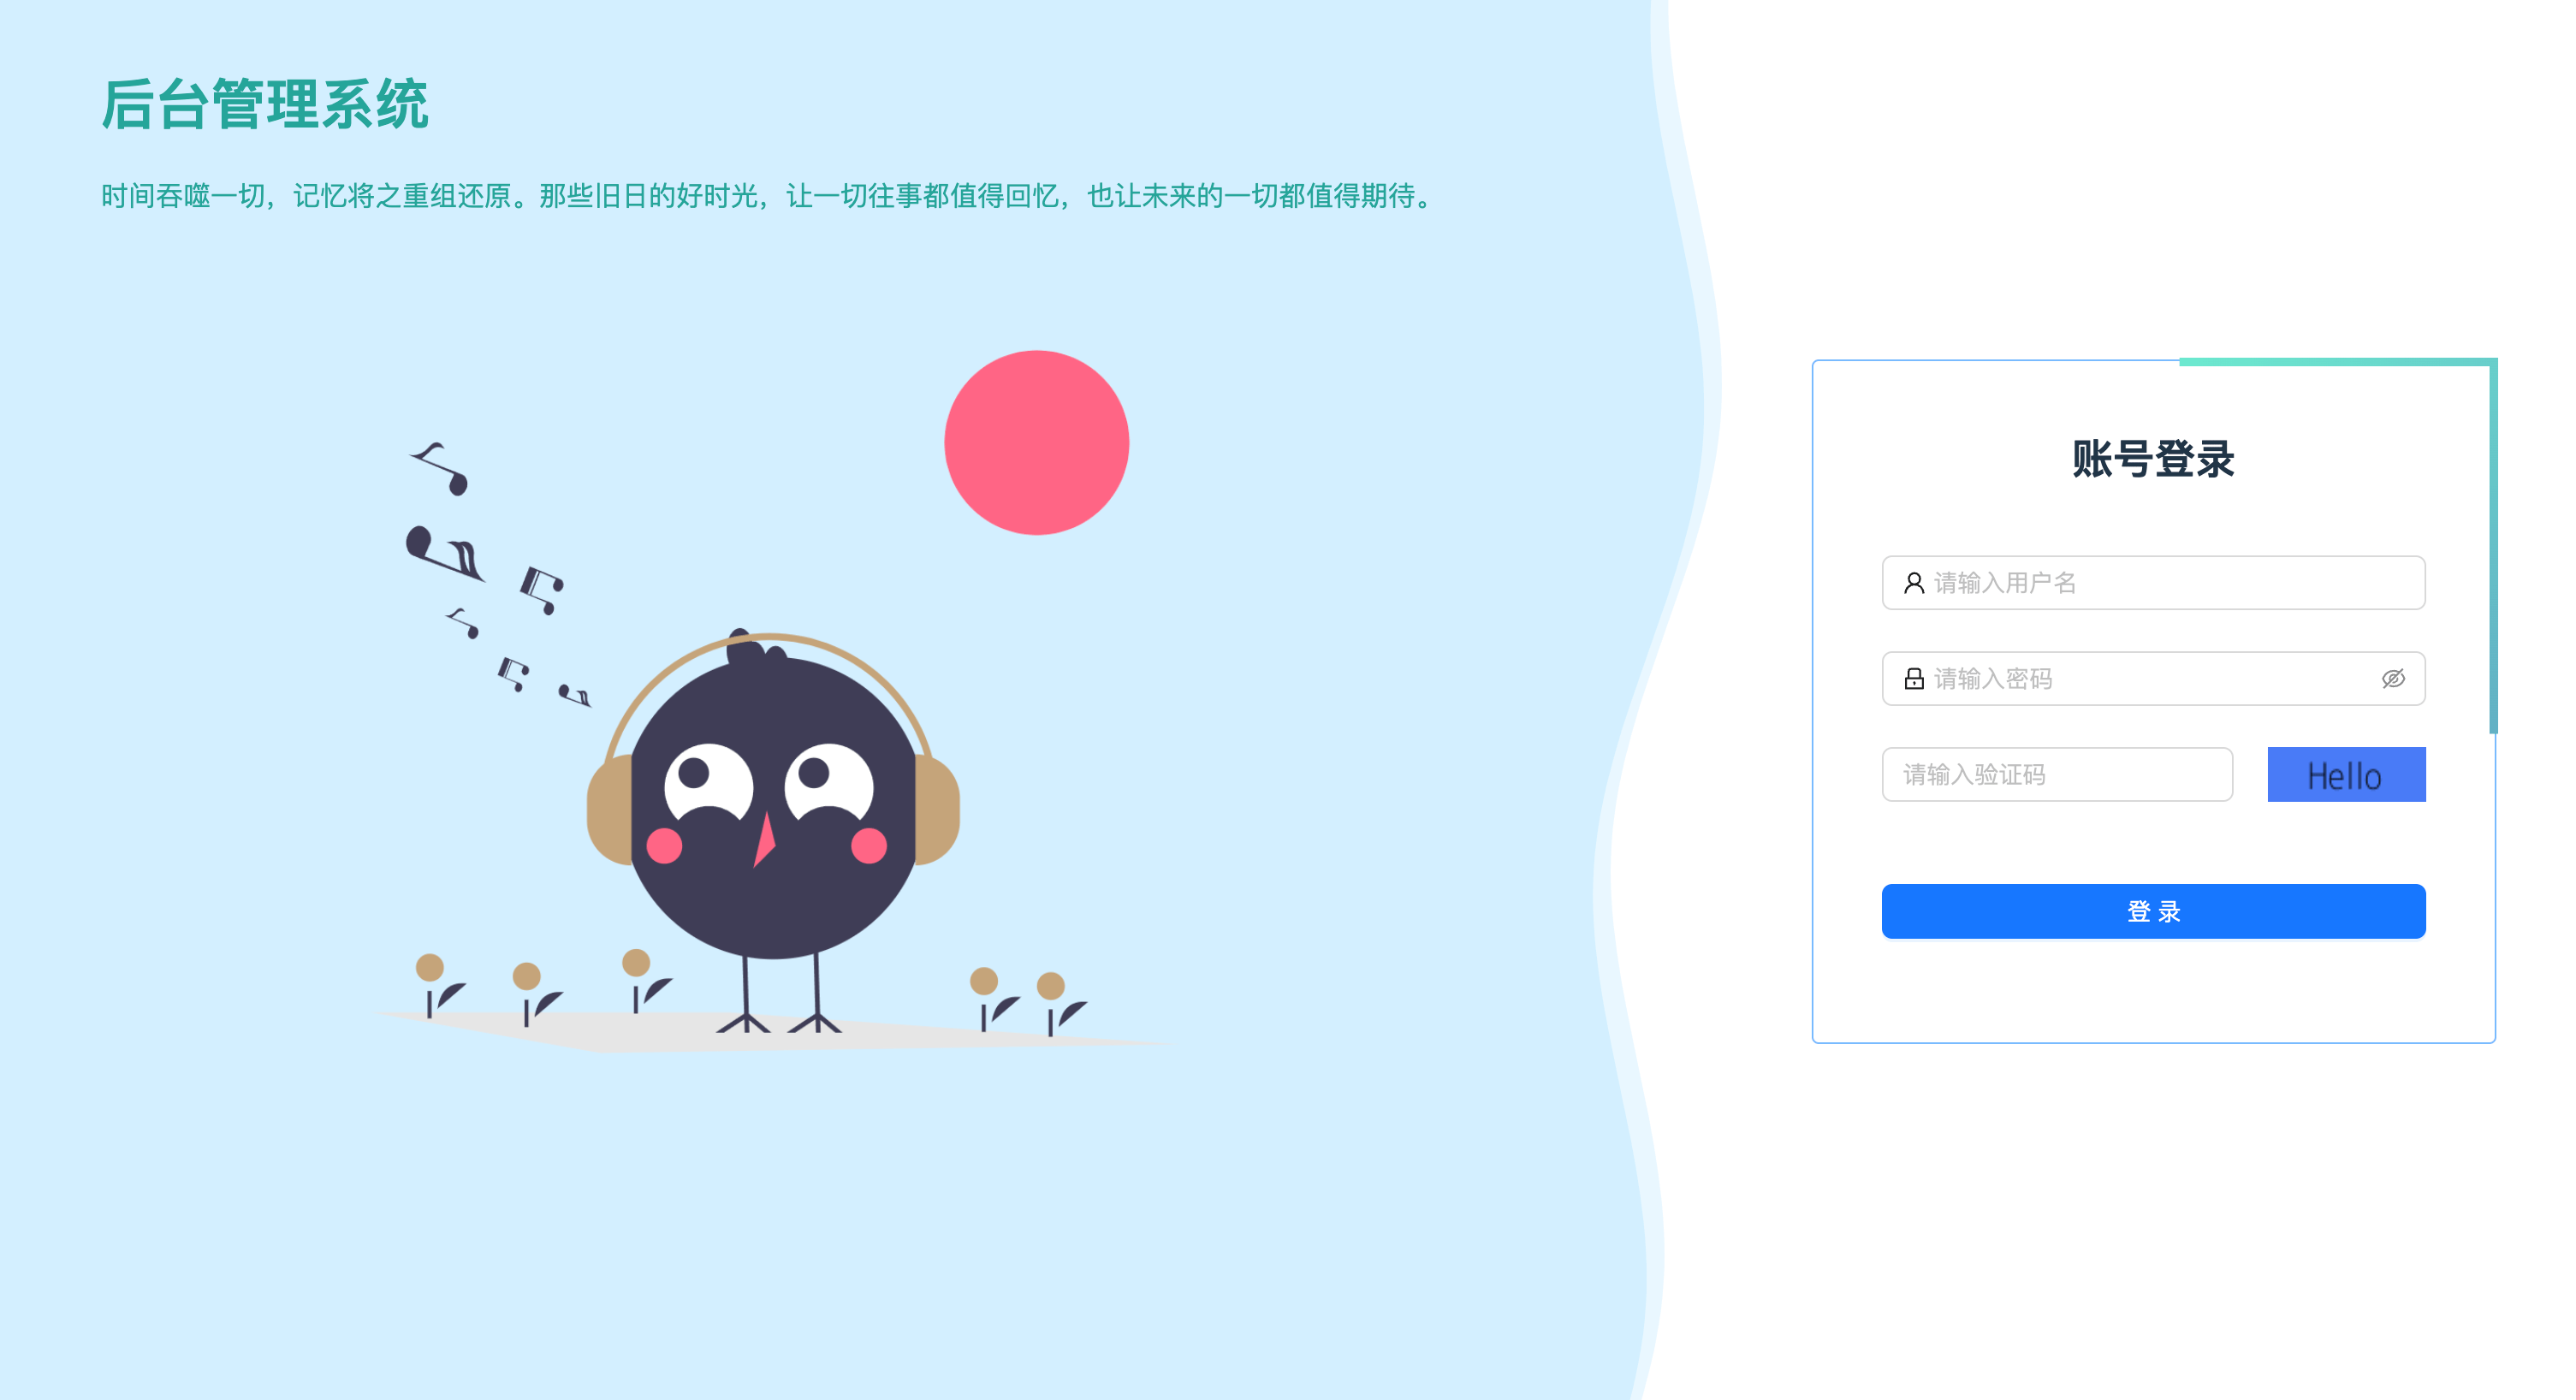 后台管理系统
时间吞噬一切，记忆将之重组还原。那些旧日的好时光，让一切往事都值得回忆，也让未来的一切都值得期待。
账号登录
请输入用户名
请输入密码
请输入验证码
Hello
登 录